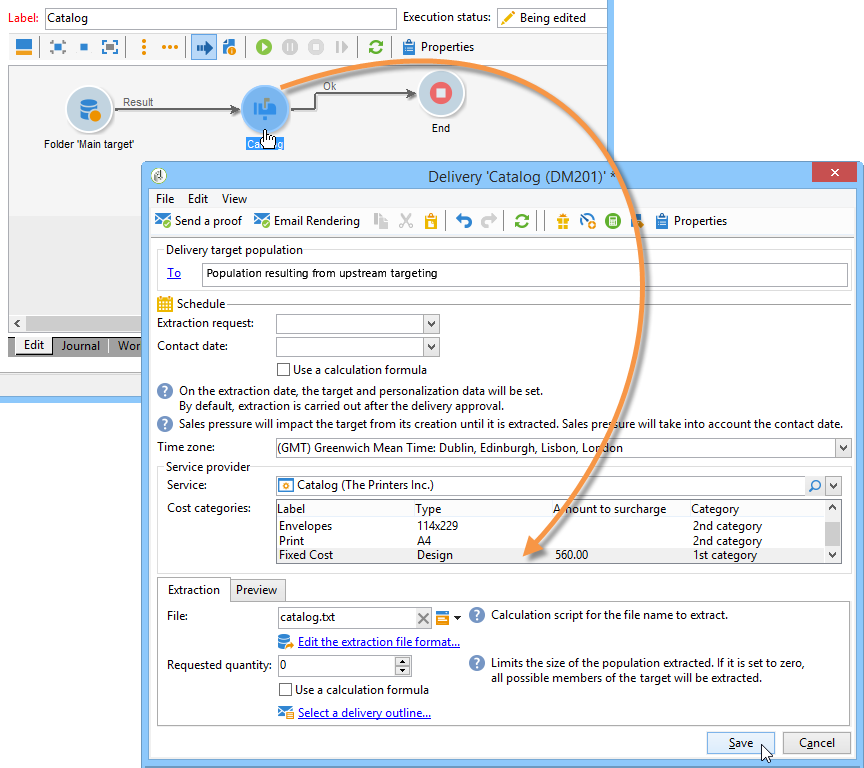 Label: Catalog Execution status: Being edited
Properties
Result
Ok
Folder 'Main target'
End
Edit Journal
Delivery 'Catalog (DM201)' *
File Edit View
Send a proof Email Rendering Properties
Delivery target population
To Population resulting from upstream targeting
Schedule
Extraction request:
Contact date:
Use a calculation formula
On the extraction date, the target and personalization data will be set.
By default, extraction is carried out after the delivery approval.
Sales pressure will impact the target from its creation until it is extracted. Sales pressure will take into account the contact date.
Time zone: (GMT) Greenwich Mean Time: Dublin, Edinburgh, Lisbon, London
Service provider
Service: Catalog (The Printers Inc.)
Cost categories: Label Type Amount to surcharge Category
Envelopes 114x229 2nd category
Print A4 2nd category
Fixed Cost Design 560.00 1st category
Extraction Preview
File: catalog.txt Calculation script for the file name to extract.
Edit the extraction file format...
Requested quantity: 0 Limits the size of the population extracted. If it is set to zero,
all possible members of the target will be extracted.
Use a calculation formula
Select a delivery outline...
Save Cancel